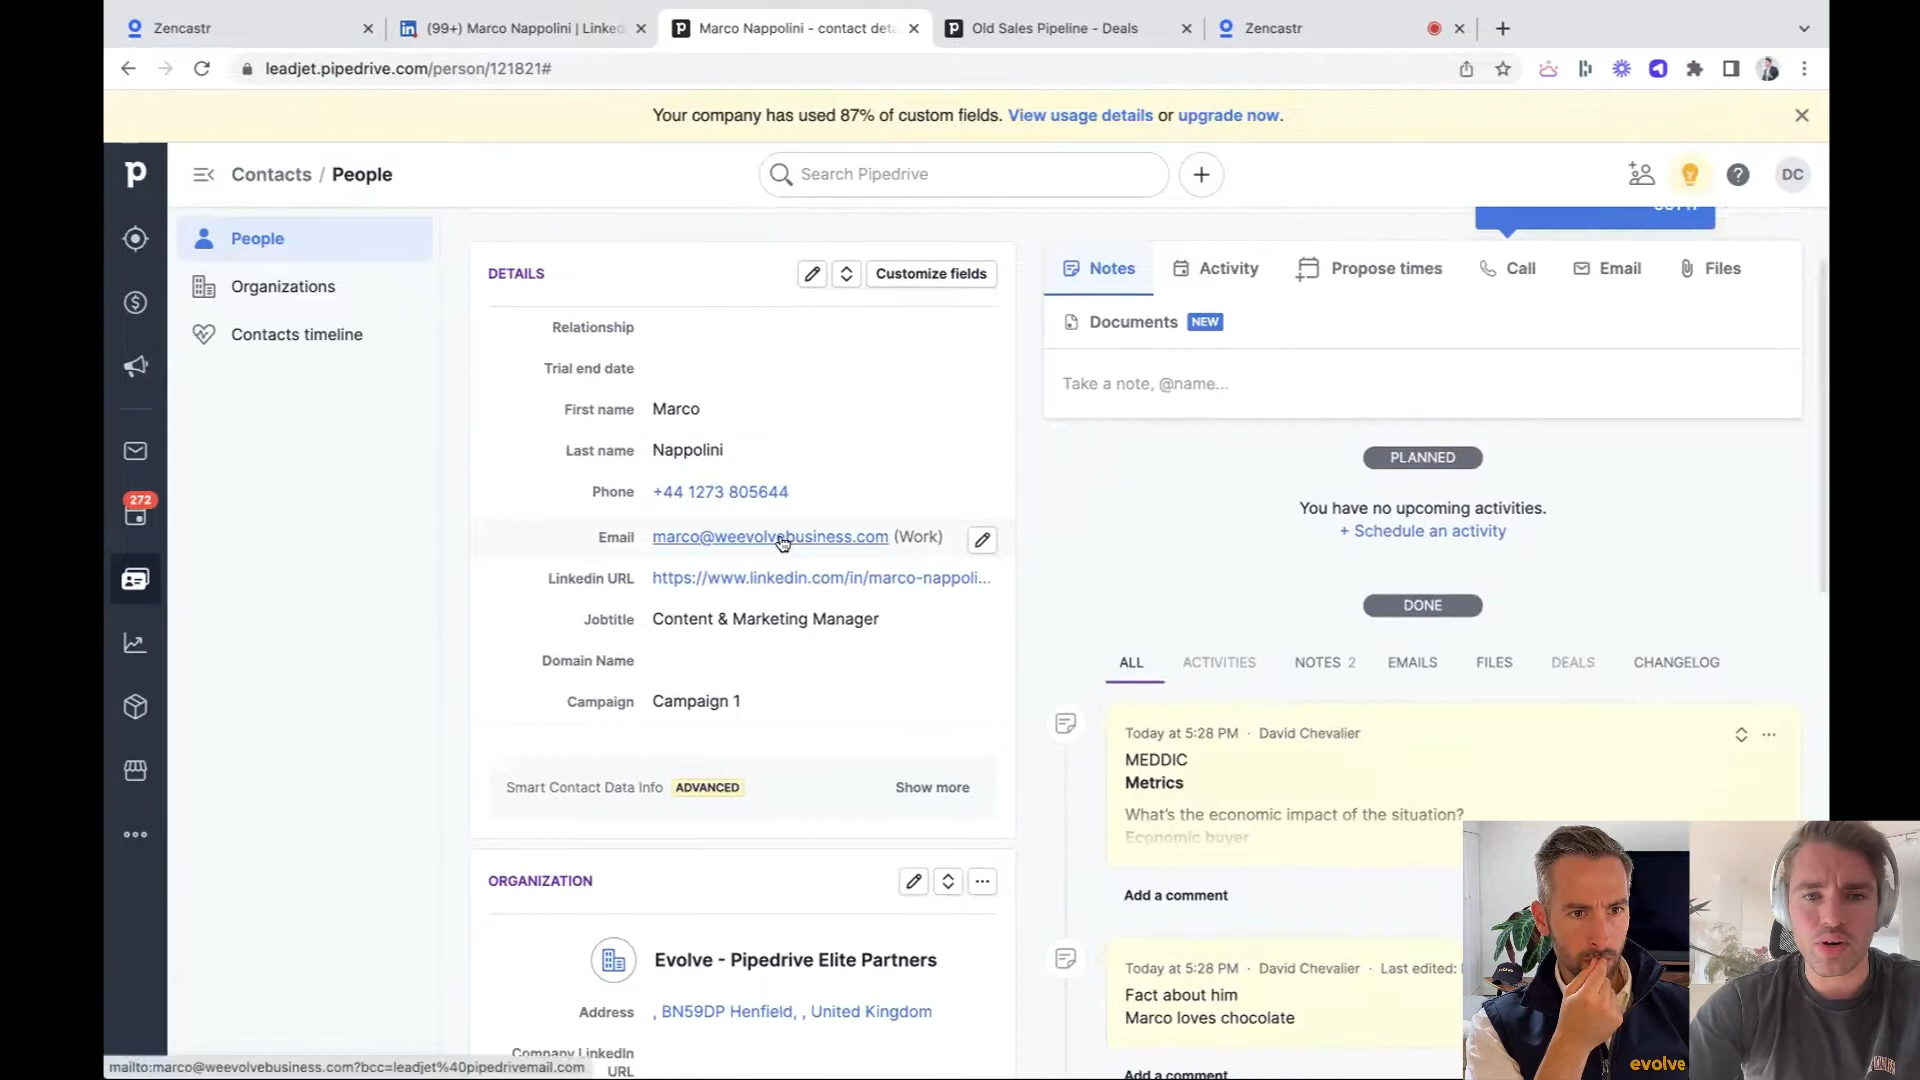 Zencastr
(99+) Marco Nappolini | Linked
Marco Nappolini - contact deta
Old Sales Pipeline - Deals
Zencastr
leadjet.pipedrive.com/person/121821#
Your company has used 87% of custom fields. View usage details or upgrade now.
Contacts / People
Search Pipedrive
DC
People
Organizations
Contacts timeline
272
DETAILS
Customize fields
Relationship
Trial end date
First name Marco
Last name Nappolini
Phone +44 1273 805644
Email marco@weevolvebusiness.com (Work)
Linkedin URL https://www.linkedin.com/in/marco-nappoli...
Jobtitle Content & Marketing Manager
Domain Name
Campaign Campaign 1
Smart Contact Data Info ADVANCED Show more
ORGANIZATION
Evolve - Pipedrive Elite Partners
Address , BN59DP Henfield, , United Kingdom
Company LinkedIn
URL
Notes Activity Propose times Call Email Files
Documents NEW
Take a note, @name...
PLANNED
You have no upcoming activities.
+ Schedule an activity
DONE
ALL ACTIVITIES NOTES 2 EMAILS FILES DEALS CHANGELOG
Today at 5:28 PM · David Chevalier
MEDDIC
Metrics
What's the economic impact of the situation?
Economic buyer
Add a comment
Today at 5:28 PM · David Chevalier · Last edited:
Fact about him
Marco loves chocolate
Add a comment
mailto:marco@weevolvebusiness.com?bcc=leadjet%40pipedrivemail.com
evolve